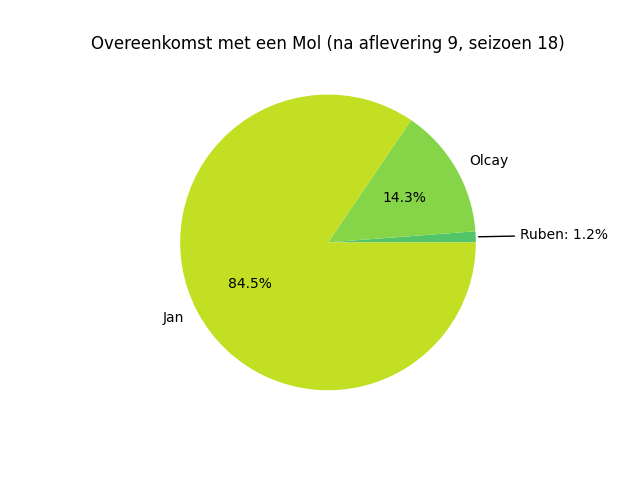 Overeenkomst met een Mol (na aflevering 9, seizoen 18)
Olcay
14.3%
Ruben: 1.2%
84.5%
Jan